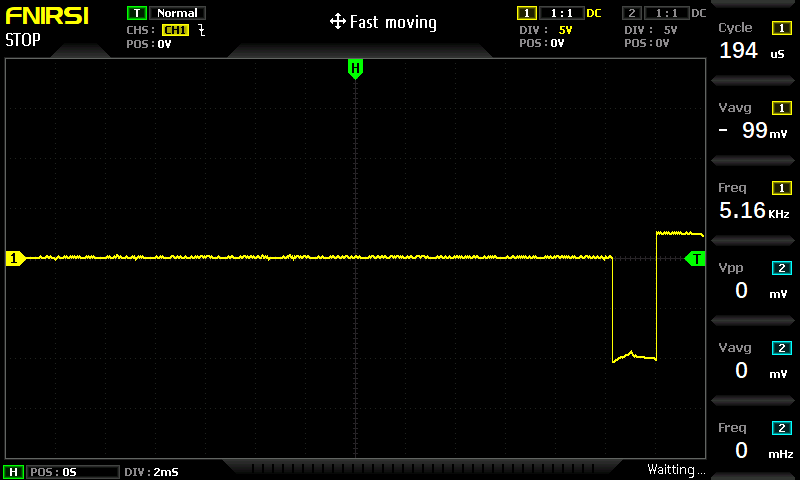 FNIRSI
STOP
T Normal
CHS: CH1
POS: 0V
Fast moving
1 1:1 DC
DIV: 5V
POS: 0V
2 1:1 DC
DIV: 5V
POS: 0V
H
1
T
Cycle 1
194 uS
Vavg 1
- 99 mV
Freq 1
5.16 KHz
Vpp 2
0 mV
Vavg 2
0 mV
Freq 2
0 mHz
H POS: 0S DIV: 2mS
Waitting...